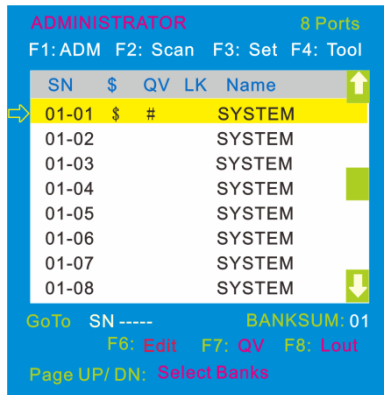 ADMINISTRATOR 8 Ports
F1: ADM F2: Scan F3: Set F4: Tool
SN $ QV LK Name
01-01 $ # SYSTEM
01-02 SYSTEM
01-03 SYSTEM
01-04 SYSTEM
01-05 SYSTEM
01-06 SYSTEM
01-07 SYSTEM
01-08 SYSTEM
GoTo SN ----- BANKSUM: 01
F6: Edit F7: QV F8: Lout
Page UP/ DN: Select Banks